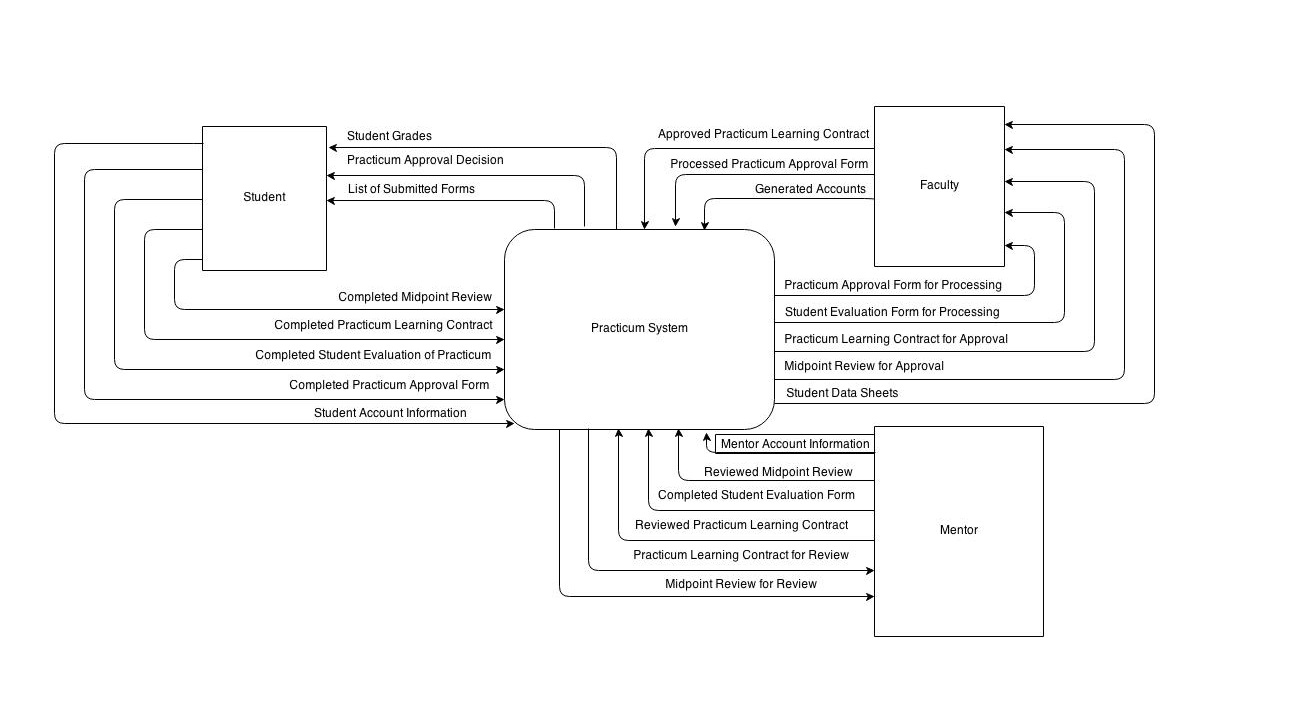 Student Grades
Practicum Approval Decision
List of Submitted Forms
Student
Approved Practicum Learning Contract
Processed Practicum Approval Form
Generated Accounts
Faculty
Completed Midpoint Review
Completed Practicum Learning Contract
Completed Student Evaluation of Practicum
Completed Practicum Approval Form
Student Account Information
Practicum System
Practicum Approval Form for Processing
Student Evaluation Form for Processing
Practicum Learning Contract for Approval
Midpoint Review for Approval
Student Data Sheets
Mentor Account Information
Reviewed Midpoint Review
Completed Student Evaluation Form
Reviewed Practicum Learning Contract
Practicum Learning Contract for Review
Midpoint Review for Review
Mentor